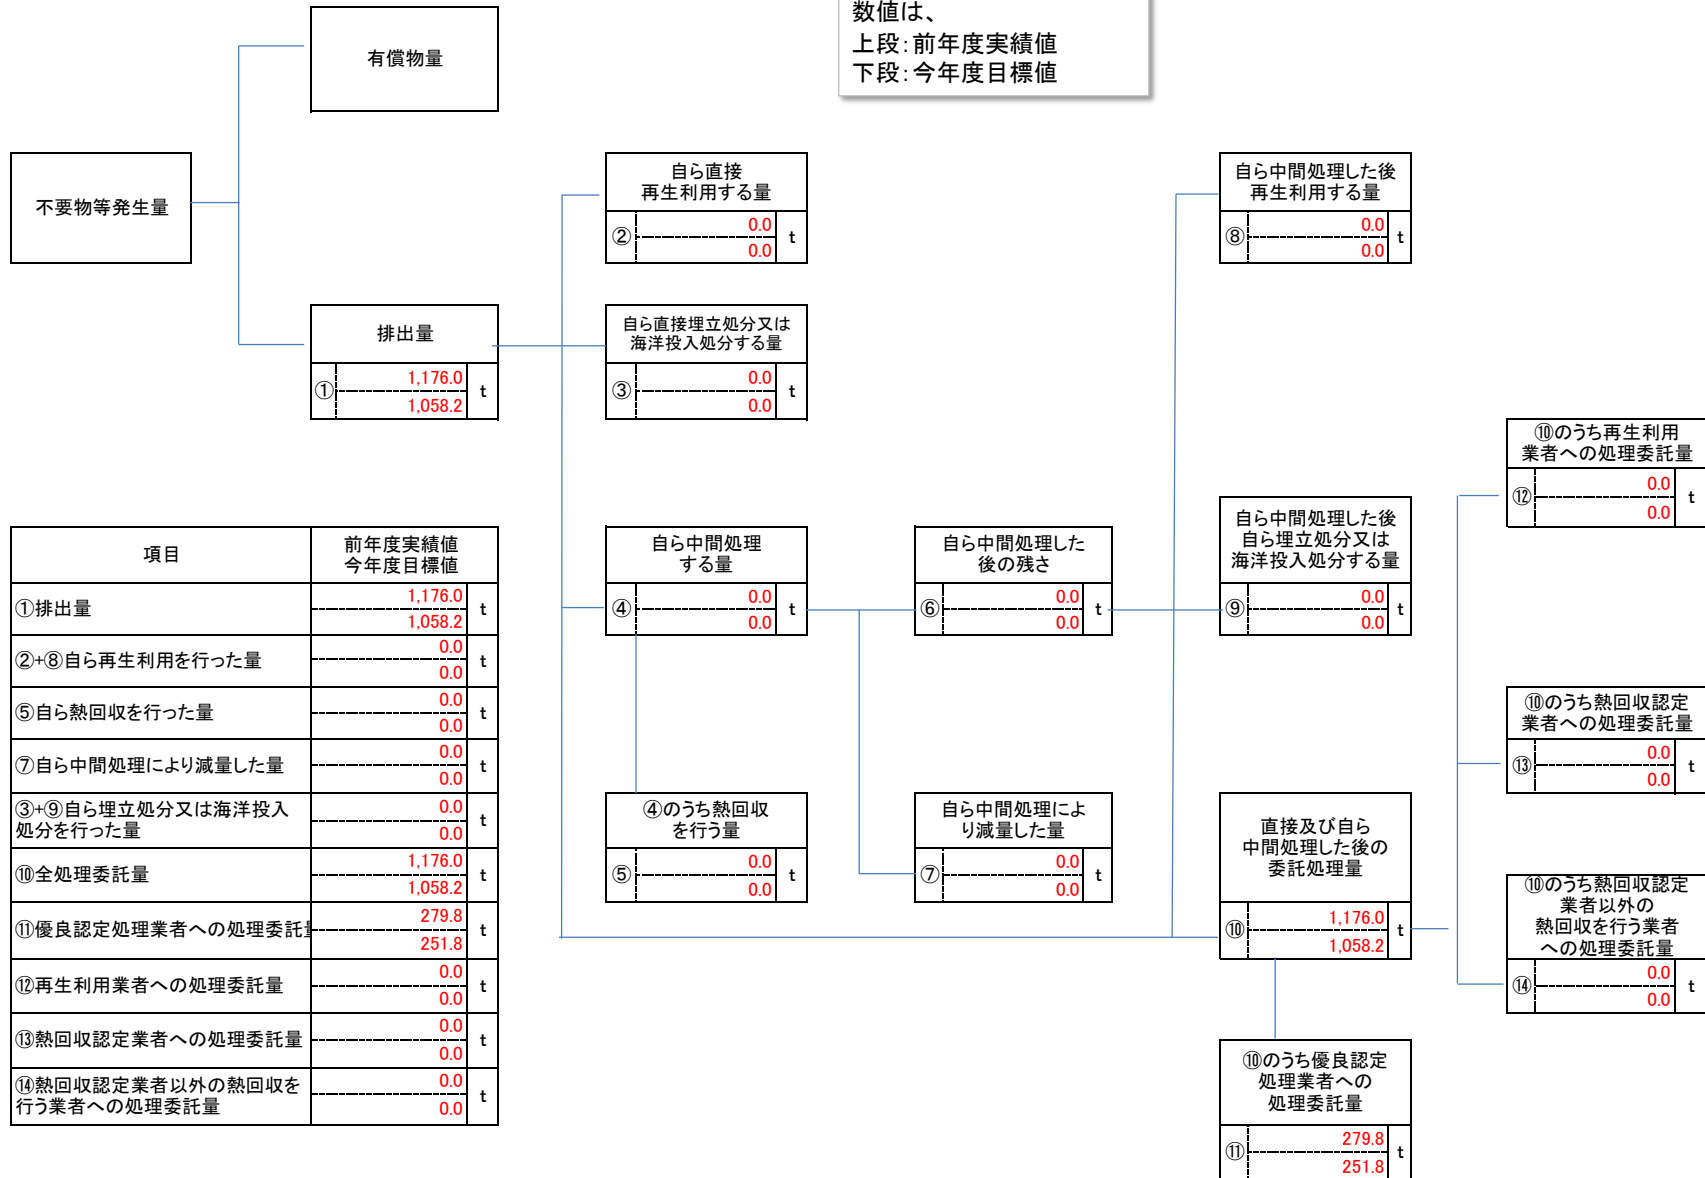 数値は、
上段：前年度実績値
下段：今年度目標値
有償物量
不要物等発生量
自ら直接
再生利用する量
②
0.0
0.0
t
自ら中間処理した後
再生利用する量
⑧
0.0
0.0
t
排出量
①
1,176.0
1,058.2
t
自ら直接埋立処分又は
海洋投入処分する量
③
0.0
0.0
t
⑩のうち再生利用
業者への処理委託量
⑫
0.0
0.0
t
自ら中間処理
する量
④
0.0
0.0
t
自ら中間処理した
後の残さ
⑥
0.0
0.0
t
自ら中間処理した後
自ら埋立処分又は
海洋投入処分する量
⑨
0.0
0.0
t
⑩のうち熱回収認定
業者への処理委託量
⑬
0.0
0.0
t
④のうち熱回収
を行う量
⑤
0.0
0.0
t
自ら中間処理によ
り減量した量
⑦
0.0
0.0
t
直接及び自ら
中間処理した後の
委託処理量
⑩
1,176.0
1,058.2
t
⑩のうち熱回収認定
業者以外の
熱回収を行う業者
への処理委託量
⑭
0.0
0.0
t
⑩のうち優良認定
処理業者への
処理委託量
⑪
279.8
251.8
t
項目
前年度実績値
今年度目標値
①排出量
1,176.0
1,058.2
t
②+⑧自ら再生利用を行った量
0.0
0.0
t
⑤自ら熱回収を行った量
0.0
0.0
t
⑦自ら中間処理により減量した量
0.0
0.0
t
③+⑨自ら埋立処分又は海洋投入
処分を行った量
0.0
0.0
t
⑩全処理委託量
1,176.0
1,058.2
t
⑪優良認定処理業者への処理委託
279.8
251.8
t
⑫再生利用業者への処理委託量
0.0
0.0
t
⑬熱回収認定業者への処理委託量
0.0
0.0
t
⑭熱回収認定業者以外の熱回収を
行う業者への処理委託量
0.0
0.0
t